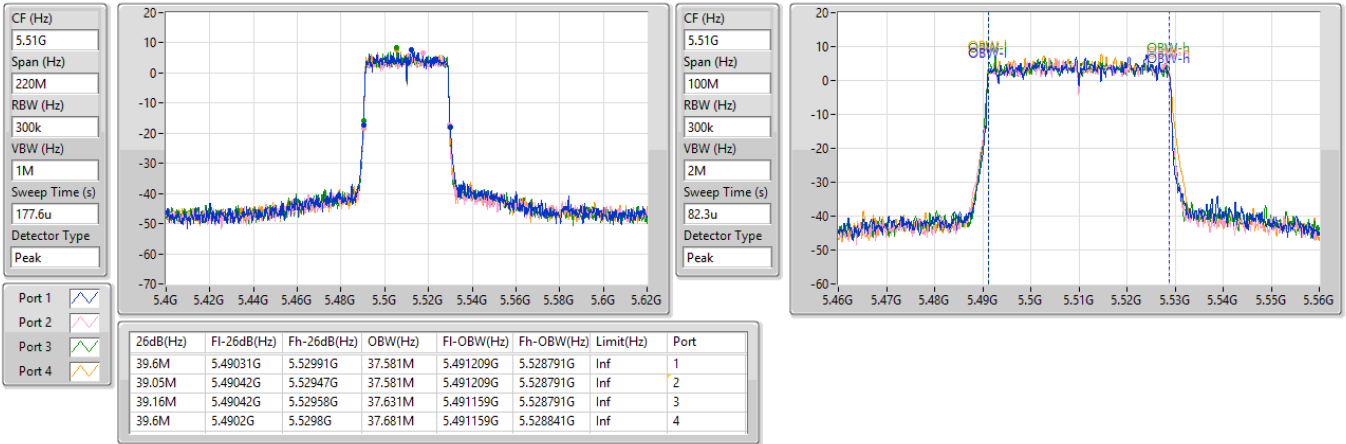 CF (Hz)
5.51G
Span (Hz)
220M
RBW (Hz)
300k
VBW (Hz)
1M
Sweep Time (s)
177.6u
Detector Type
Peak
20
10
0
-10
-20
-30
-40
-50
-60
-70
5.4G 5.42G 5.44G 5.46G 5.48G 5.5G 5.52G 5.54G 5.56G 5.58G 5.6G 5.62G
CF (Hz)
5.51G
Span (Hz)
100M
RBW (Hz)
300k
VBW (Hz)
2M
Sweep Time (s)
82.3u
Detector Type
Peak
20
10
0
-10
-20
-30
-40
-50
-60
OBW-l
OBW-h
OBW-h
5.46G 5.47G 5.48G 5.49G 5.5G 5.51G 5.52G 5.53G 5.54G 5.55G 5.56G
Port 1
Port 2
Port 3
Port 4
26dB(Hz) Fl-26dB(Hz) Fh-26dB(Hz) OBW(Hz) Fl-OBW(Hz) Fh-OBW(Hz) Limit(Hz) Port
39.6M 5.49031G 5.52991G 37.581M 5.491209G 5.528791G Inf 1
39.05M 5.49042G 5.52947G 37.581M 5.491209G 5.528791G Inf 2
39.16M 5.49042G 5.52958G 37.631M 5.491159G 5.528791G Inf 3
39.6M 5.4902G 5.5298G 37.681M 5.491159G 5.528841G Inf 4